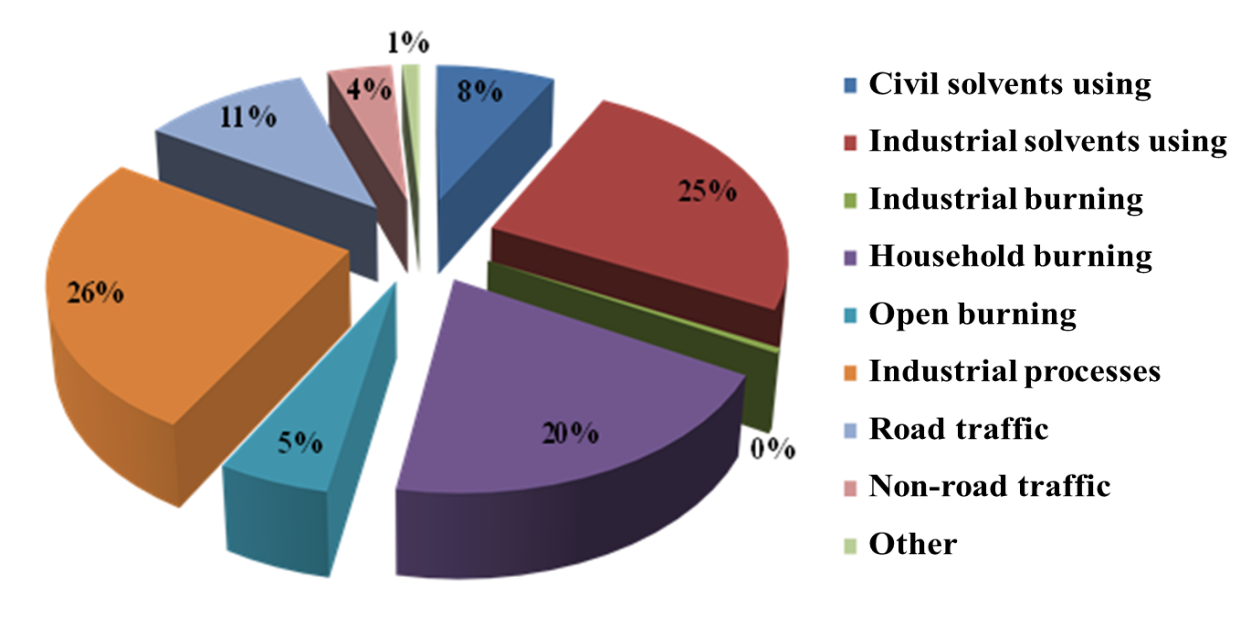 1%
4%
8%
11%
25%
26%
5%
20%
0%
Civil solvents using
Industrial solvents using
Industrial burning
Household burning
Open burning
Industrial processes
Road traffic
Non-road traffic
Other